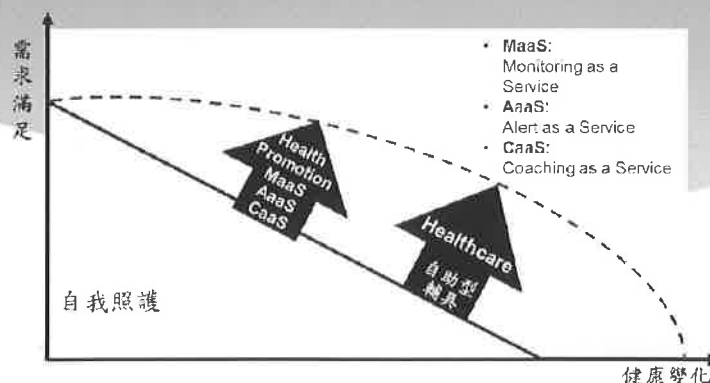 需求滿足
• MaaS:
Monitoring as a
Service
• AaaS:
Alert as a Service
• CaaS:
Coaching as a Service
Health
Promotion
MaaS
AaaS
CaaS
Healthcare
自助型
輔具
自我照護
健康變化